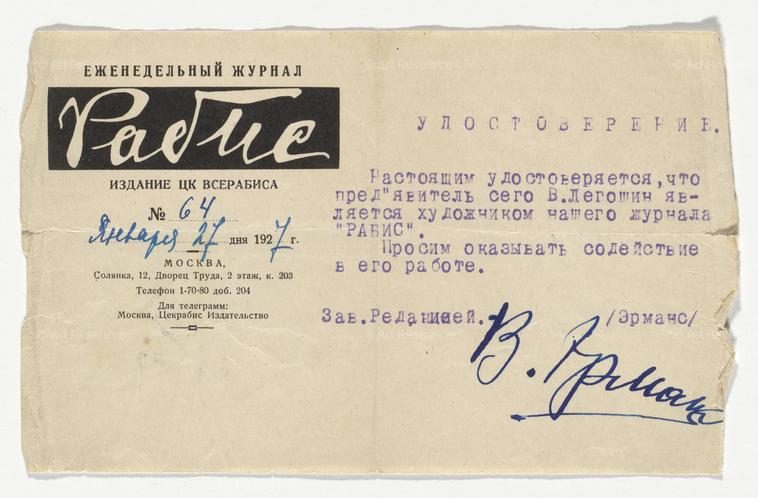 ЕЖЕНЕДЕЛЬНЫЙ ЖУРНАЛ
Рабис
ИЗДАНИЕ ЦК ВСЕРАБИСА
№ 64
Января 27 дня 1927 г.
МОСКВА,
Солянка, 12, Дворец Труда, 2 этаж, к. 203
Телефон 1-70-80 доб. 204
Для телеграмм:
Москва, Цекрабис Издательство
УДОСТОВЕРЕНИЕ.
Настоящим удостоверяется,что
пред"явитель сего В.Легошин яв-
ляется художником нашего журнала
"РАБИС".
Просим оказывать содействие
в его работе.
Зав.Редакцией. /Эрманс/
В. Эрманс
© Art Resource